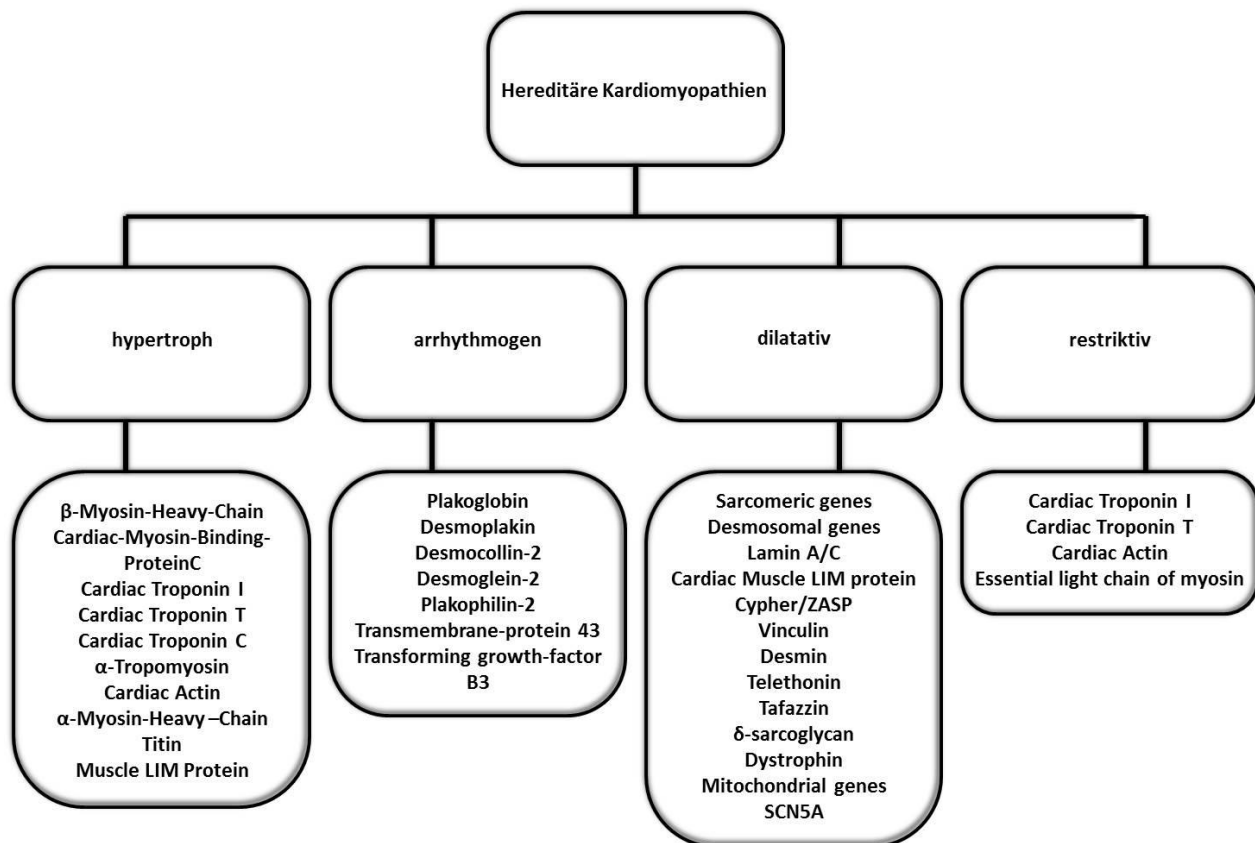 Hereditäre Kardiomyopathien
hypertroph
arrhythmogen
dilatativ
restriktiv
β-Myosin-Heavy-Chain
Cardiac-Myosin-Binding-
ProteinC
Cardiac Troponin I
Cardiac Troponin T
Cardiac Troponin C
α-Tropomyosin
Cardiac Actin
α-Myosin-Heavy –Chain
Titin
Muscle LIM Protein
Plakoglobin
Desmoplakin
Desmocollin-2
Desmoglein-2
Plakophilin-2
Transmembrane-protein 43
Transforming growth-factor
B3
Sarcomeric genes
Desmosomal genes
Lamin A/C
Cardiac Muscle LIM protein
Cypher/ZASP
Vinculin
Desmin
Telethonin
Tafazzin
δ-sarcoglycan
Dystrophin
Mitochondrial genes
SCN5A
Cardiac Troponin I
Cardiac Troponin T
Cardiac Actin
Essential light chain of myosin